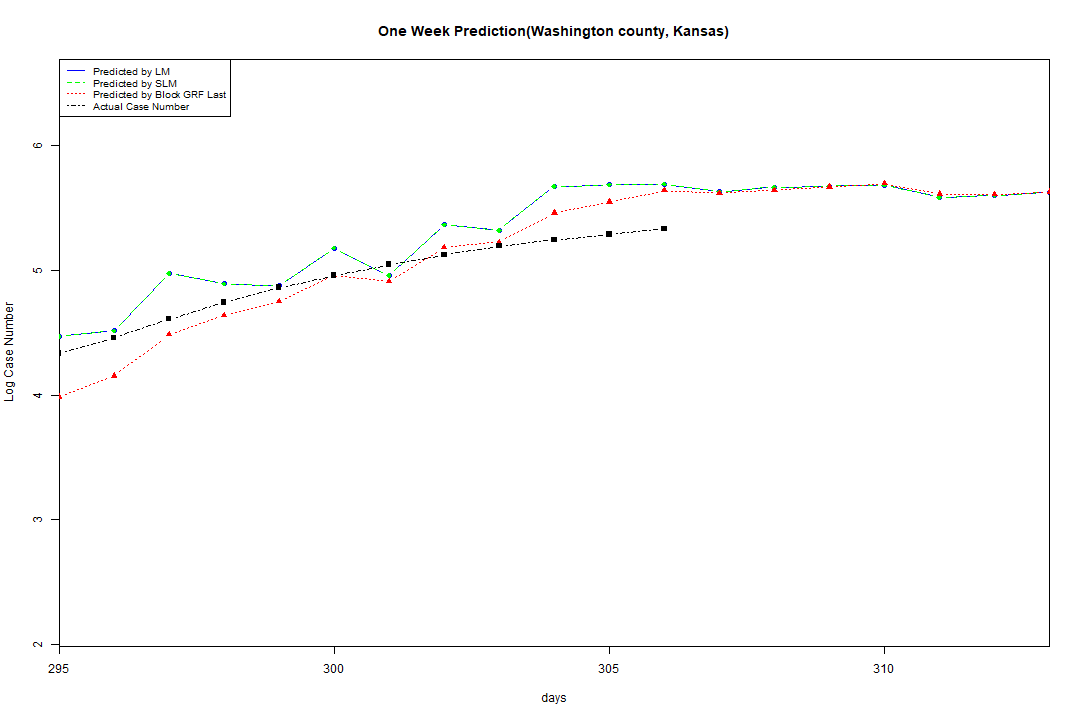 One Week Prediction(Washington county, Kansas)
Predicted by LM
Predicted by SLM
Predicted by Block GRF Last
Actual Case Number
6
5
4
3
2
Log Case Number
295 300 305 310
days